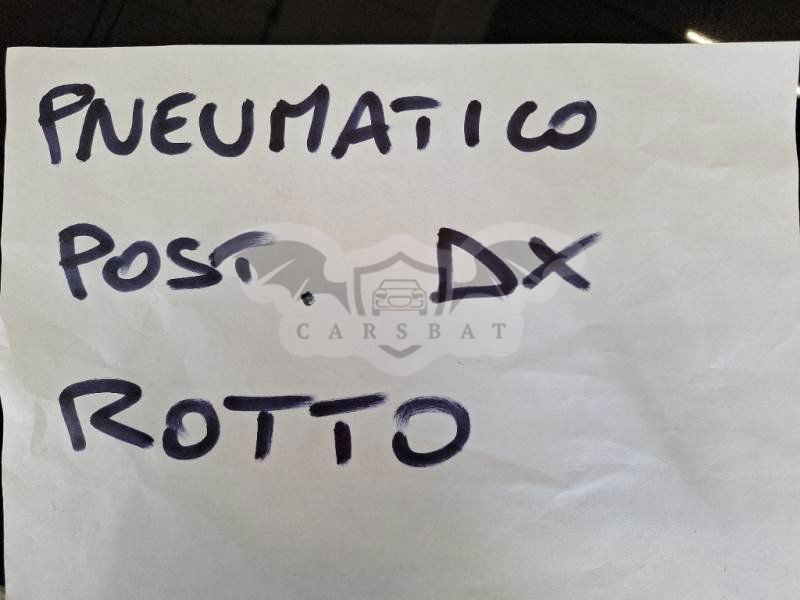 PNEUMATICO
POST. DX
CARSBAT
ROTTO